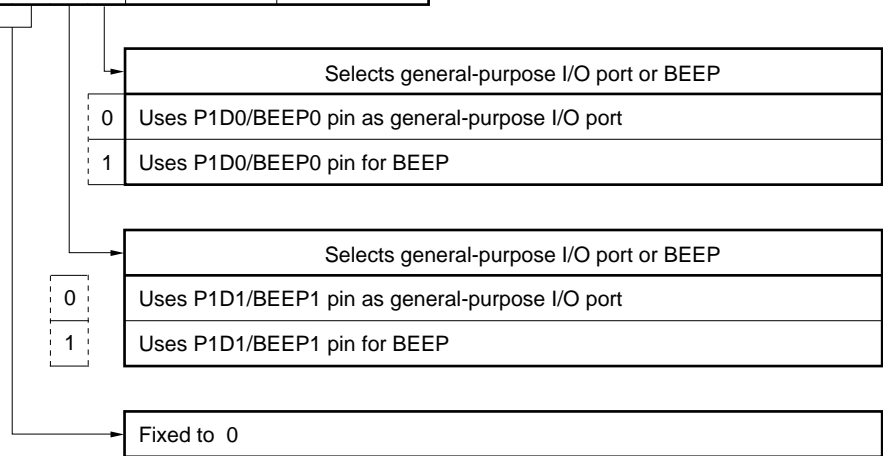 Selects general-purpose I/O port or BEEP
0 Uses P1D0/BEEP0 pin as general-purpose I/O port
1 Uses P1D0/BEEP0 pin for BEEP
Selects general-purpose I/O port or BEEP
0 Uses P1D1/BEEP1 pin as general-purpose I/O port
1 Uses P1D1/BEEP1 pin for BEEP
Fixed to 0